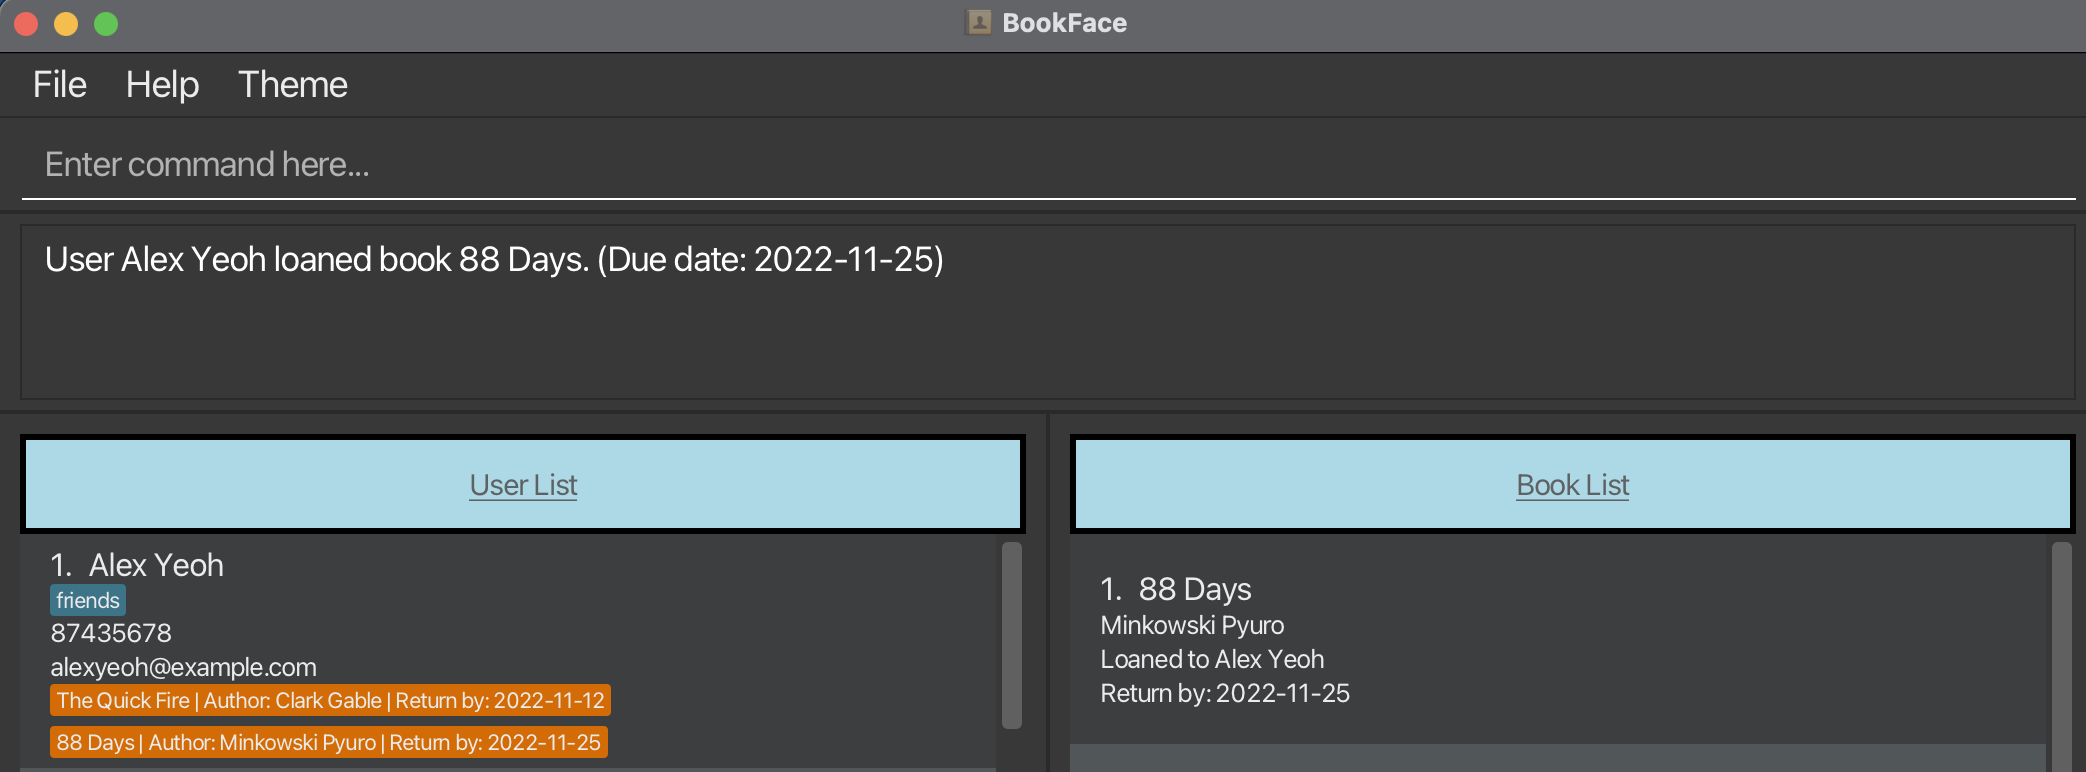 BookFace
File Help Theme
Enter command here...
User Alex Yeoh loaned book 88 Days. (Due date: 2022-11-25)
User List
1. Alex Yeoh
friends
87435678
alexyeoh@example.com
The Quick Fire | Author: Clark Gable | Return by: 2022-11-12
88 Days | Author: Minkowski Pyuro | Return by: 2022-11-25
Book List
1. 88 Days
Minkowski Pyuro
Loaned to Alex Yeoh
Return by: 2022-11-25